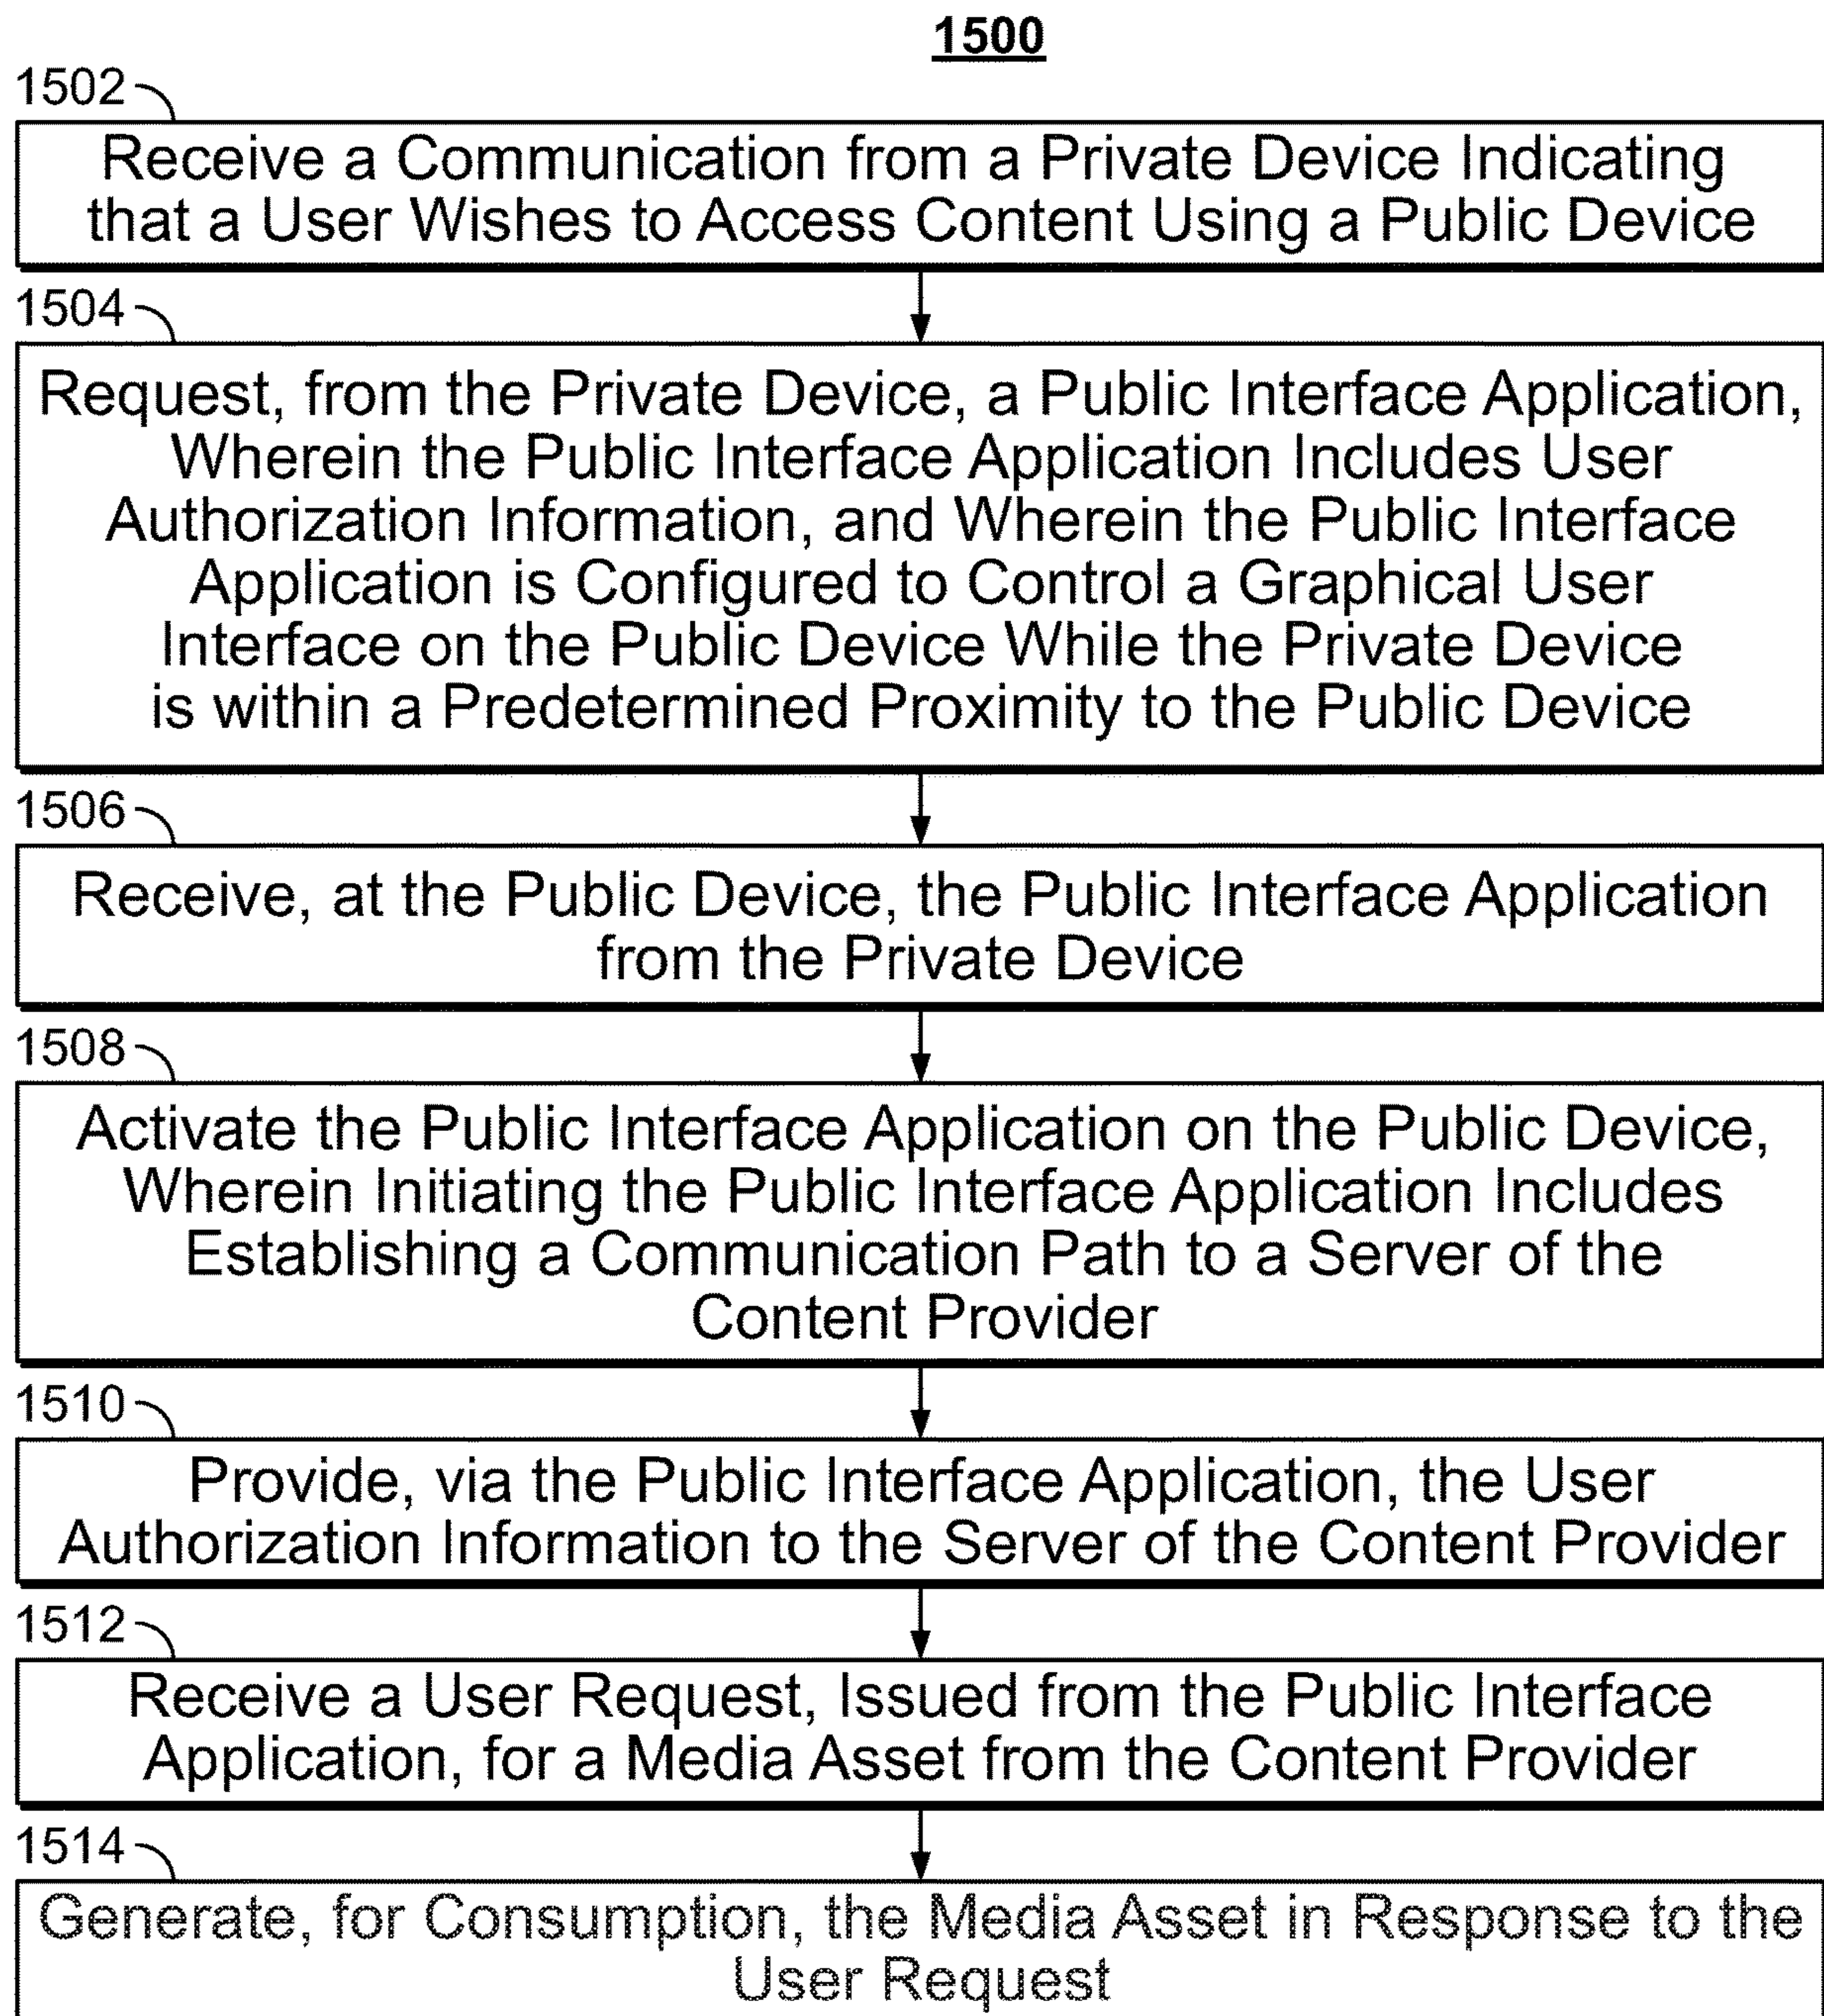 1500
1502
Receive a Communication from a Private Device Indicating
that a User Wishes to Access Content Using a Public Device
1504
Request, from the Private Device, a Public Interface Application,
Wherein the Public Interface Application Includes User
Authorization Information, and Wherein the Public Interface
Application is Configured to Control a Graphical User
Interface on the Public Device While the Private Device
is within a Predetermined Proximity to the Public Device
1506
Receive, at the Public Device, the Public Interface Application
from the Private Device
1508
Activate the Public Interface Application on the Public Device,
Wherein Initiating the Public Interface Application Includes
Establishing a Communication Path to a Server of the
Content Provider
1510
Provide, via the Public Interface Application, the User
Authorization Information to the Server of the Content Provider
1512
Receive a User Request, Issued from the Public Interface
Application, for a Media Asset from the Content Provider
1514
Generate, for Consumption, the Media Asset in Response to the
User Request